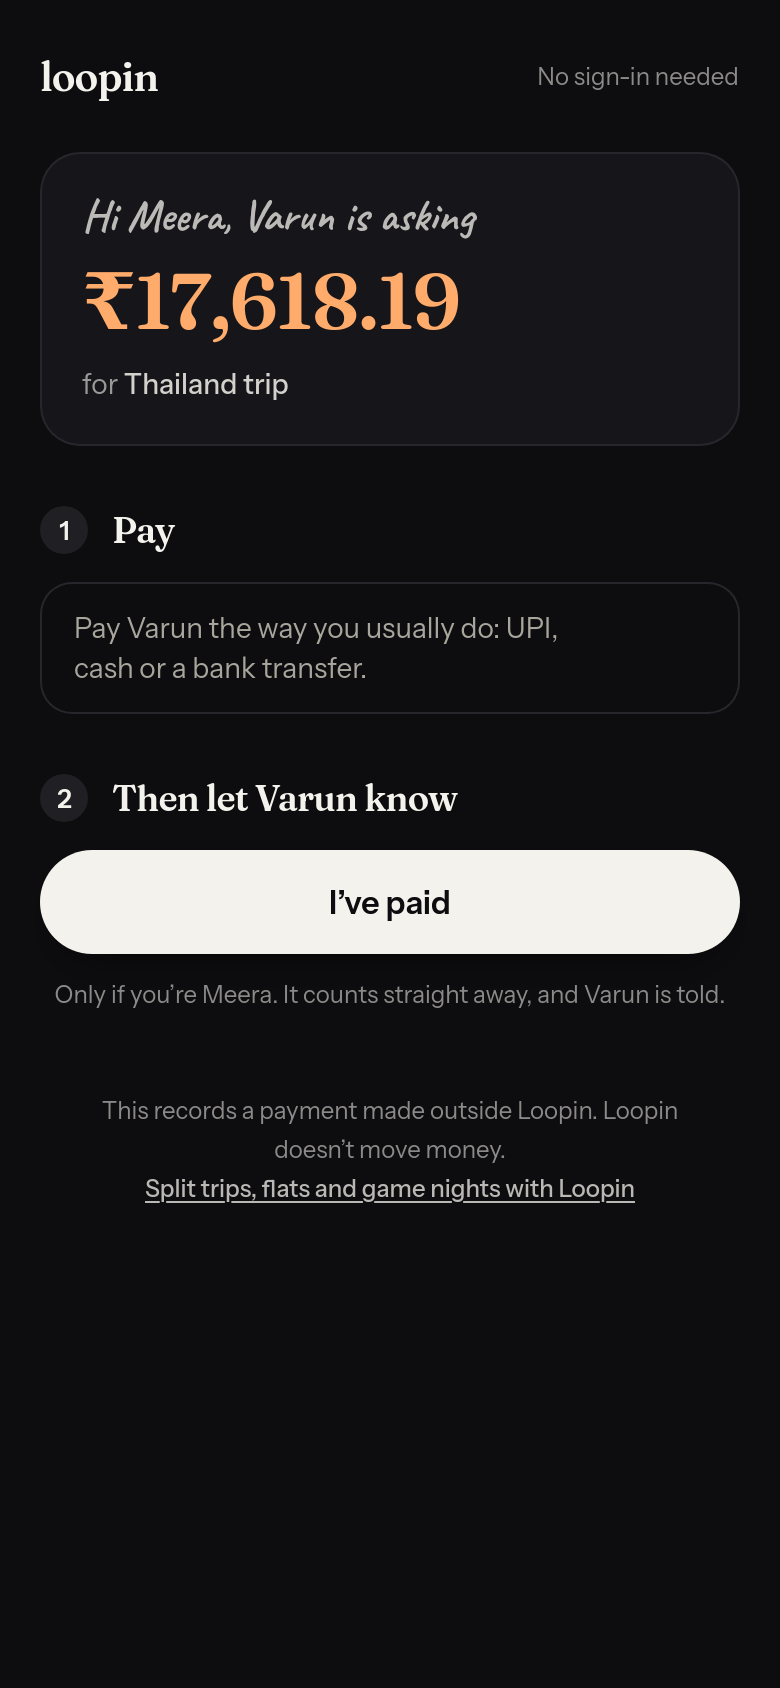 loopin
No sign-in needed
Hi Meera, Varun is asking
₹17,618.19
for Thailand trip
1 Pay
Pay Varun the way you usually do: UPI,
cash or a bank transfer.
2 Then let Varun know
I’ve paid
Only if you’re Meera. It counts straight away, and Varun is told.
This records a payment made outside Loopin. Loopin
doesn’t move money.
Split trips, flats and game nights with Loopin